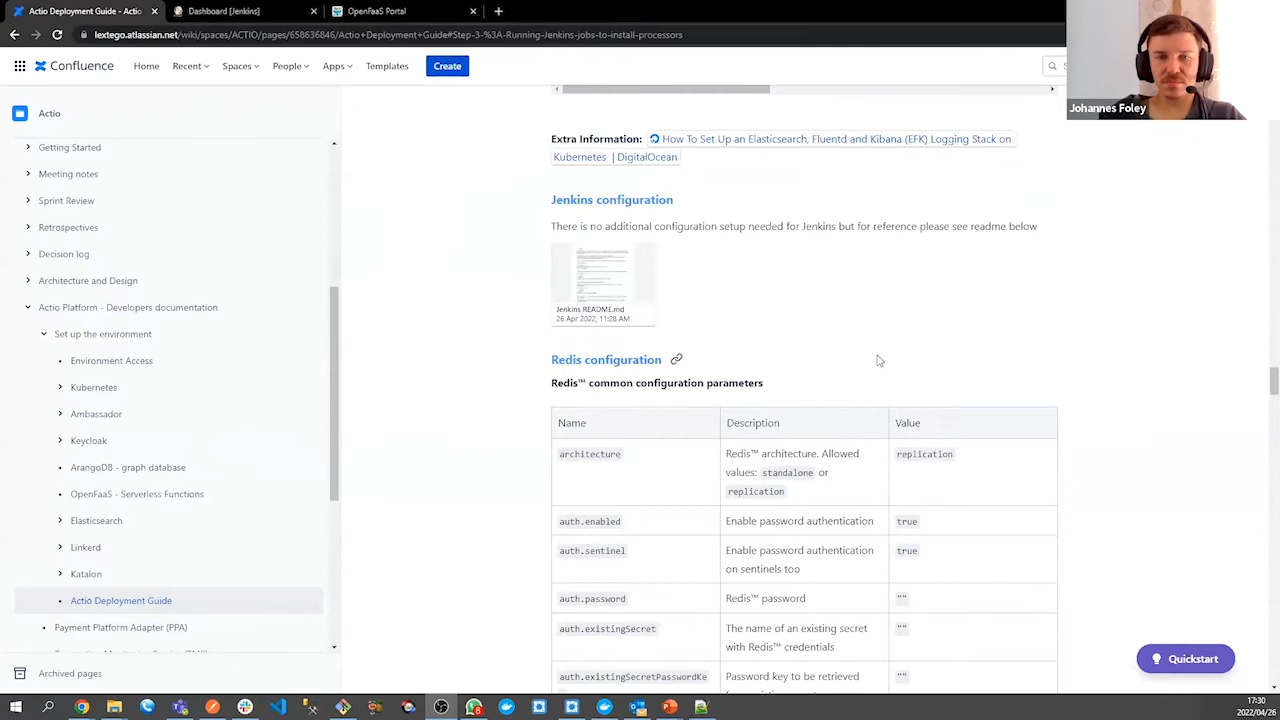 Actio Deployment Guide - Actio
Dashboard [Jenkins]
OpenFaaS Portal
lextego.atlassian.net/wiki/spaces/ACTIO/pages/658636846/Actio+Deployment+Guide#Step-3-%3A-Running-Jenkins-jobs-to-install-processors
Confluence
Home
Recent
Spaces
People
Apps
Templates
Create
Johannes Foley
Actio
Getting Started
Meeting notes
Sprint Review
Retrospectives
Decision log
Architecture and Design
Actio Platform - Developers documentation
Set up the environment
Environment Access
Kubernetes
Ambassador
Keycloak
ArangoDB - graph database
OpenFaaS - Serverless Functions
Elasticsearch
Linkerd
Katalon
Actio Deployment Guide
Payment Platform Adapter (PPA)
Archived pages
Extra Information: How To Set Up an Elasticsearch, Fluentd and Kibana (EFK) Logging Stack on
Kubernetes | DigitalOcean
Jenkins configuration
There is no additional configuration setup needed for Jenkins but for reference please see readme below
Jenkins README.md
26 Apr 2022, 11:28 AM
Redis configuration
Redis™ common configuration parameters
Name Description Value
architecture Redis™ architecture. Allowed replication
values: standalone or
replication
auth.enabled Enable password authentication true
auth.sentinel Enable password authentication true
on sentinels too
auth.password Redis™ password ""
auth.existingSecret The name of an existing secret ""
with Redis™ credentials
auth.existingSecretPasswordKe Password key to be retrieved ""
Quickstart
8
17:30
2022/04/26